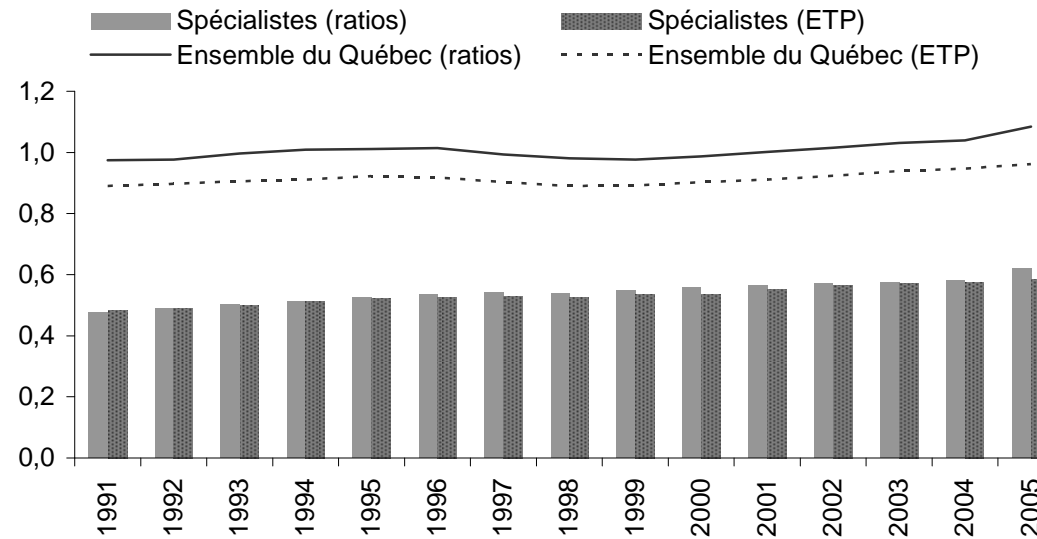 Spécialistes (ratios) Spécialistes (ETP)
Ensemble du Québec (ratios) Ensemble du Québec (ETP)
1,2
1,0
0,8
0,6
0,4
0,2
0,0
1991 1992 1993 1994 1995 1996 1997 1998 1999 2000 2001 2002 2003 2004 2005